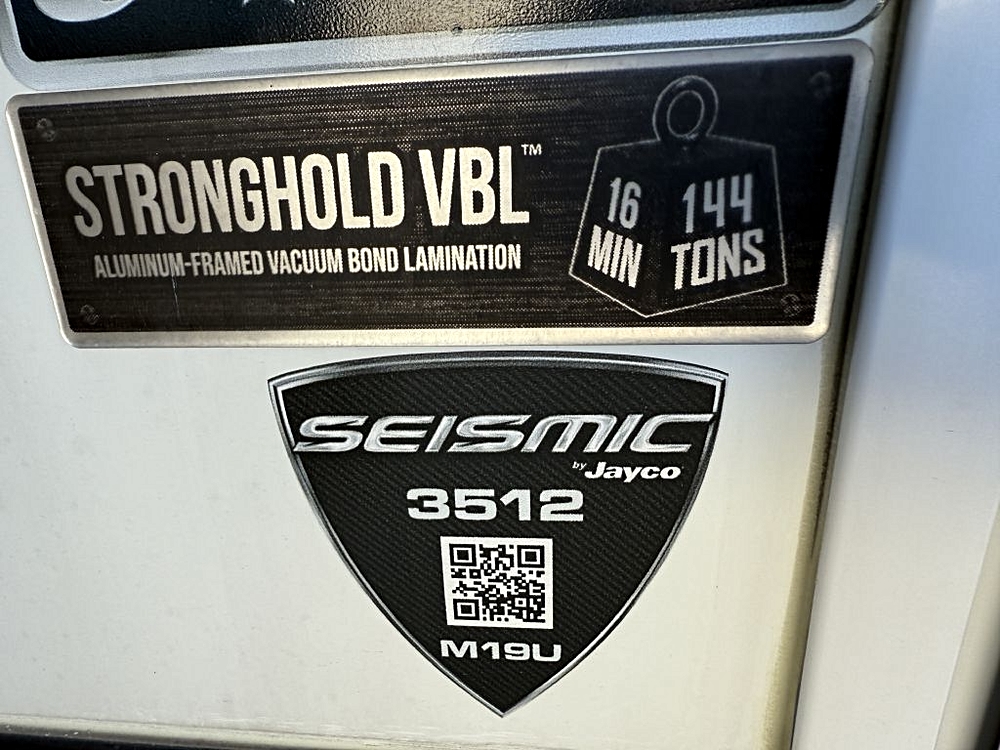 STRONGHOLD VBL™
ALUMINUM-FRAMED VACUUM BOND LAMINATION
16
MIN
144
TONS
SEISMIC
by Jayco
3512
M19U